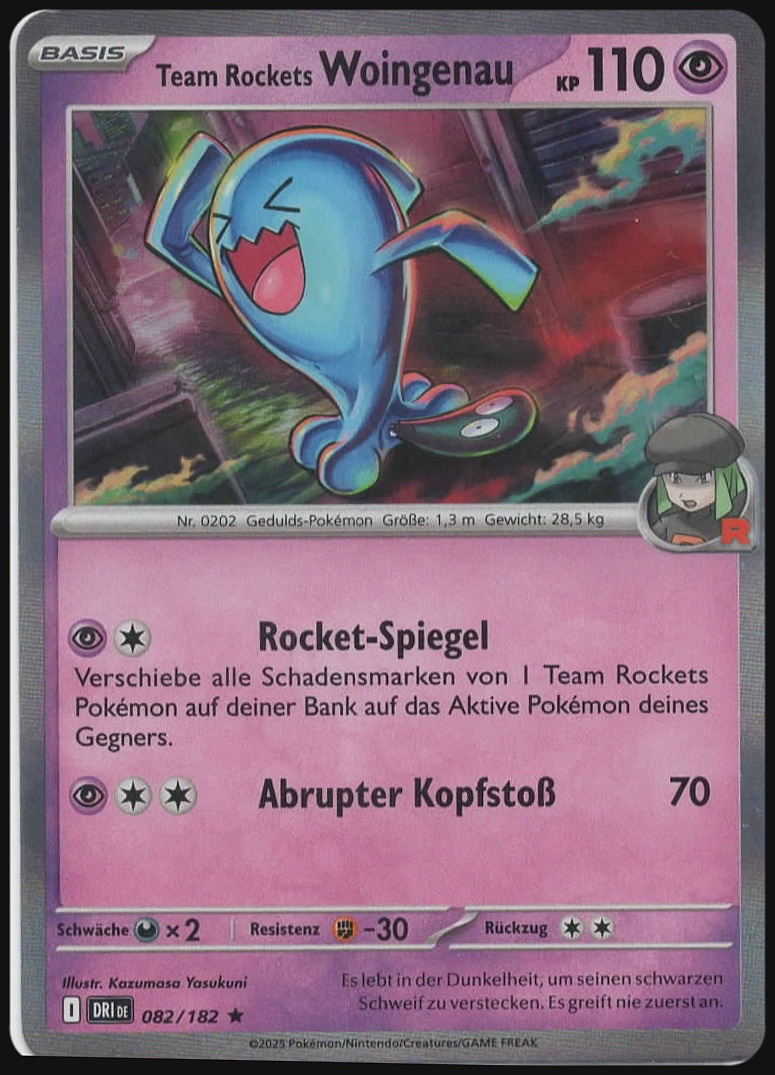 BASIS
Team Rockets Woingenau KP 110
Nr. 0202 Gedulds-Pokémon Größe: 1,3 m Gewicht: 28,5 kg
R
Rocket-Spiegel
Verschiebe alle Schadensmarken von 1 Team Rockets
Pokémon auf deiner Bank auf das Aktive Pokémon deines
Gegners.
Abrupter Kopfstoß 70
Schwäche ×2 Resistenz -30 Rückzug
Illustr. Kazumasa Yasukuni
Es lebt in der Dunkelheit, um seinen schwarzen
Schweif zu verstecken. Es greift nie zuerst an.
I DRI DE 082/182 ★
©2025 Pokémon/Nintendo/Creatures/GAME FREAK